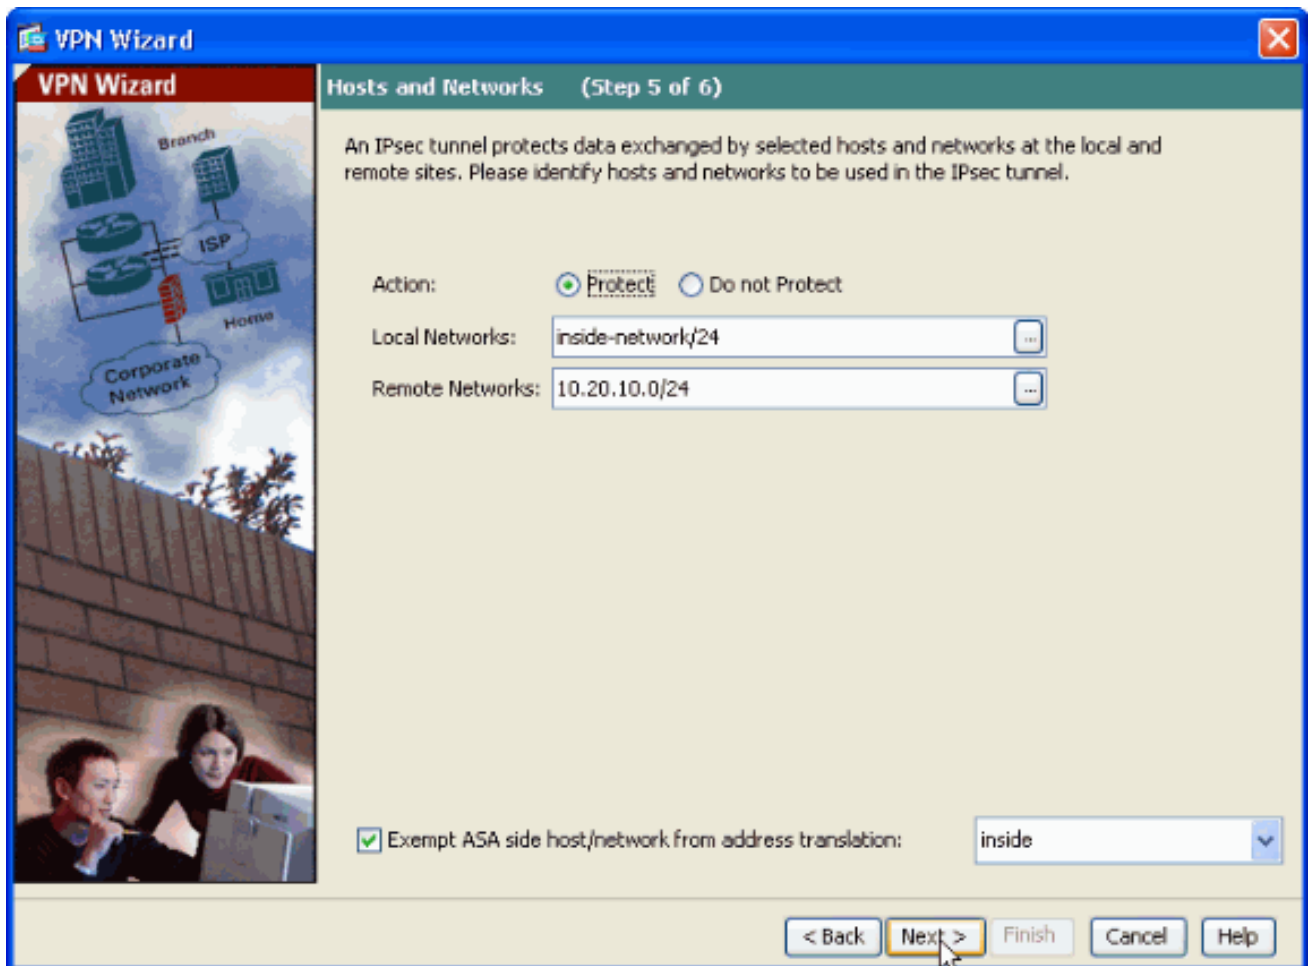 VPN Wizard
VPN Wizard
Hosts and Networks (Step 5 of 6)
Branch
ISP
Home
Corporate
Network
An IPsec tunnel protects data exchanged by selected hosts and networks at the local and
remote sites. Please identify hosts and networks to be used in the IPsec tunnel.
Action: Protect Do not Protect
Local Networks: inside-network/24 ...
Remote Networks: 10.20.10.0/24 ...
Exempt ASA side host/network from address translation: inside
< Back Next > Finish Cancel Help